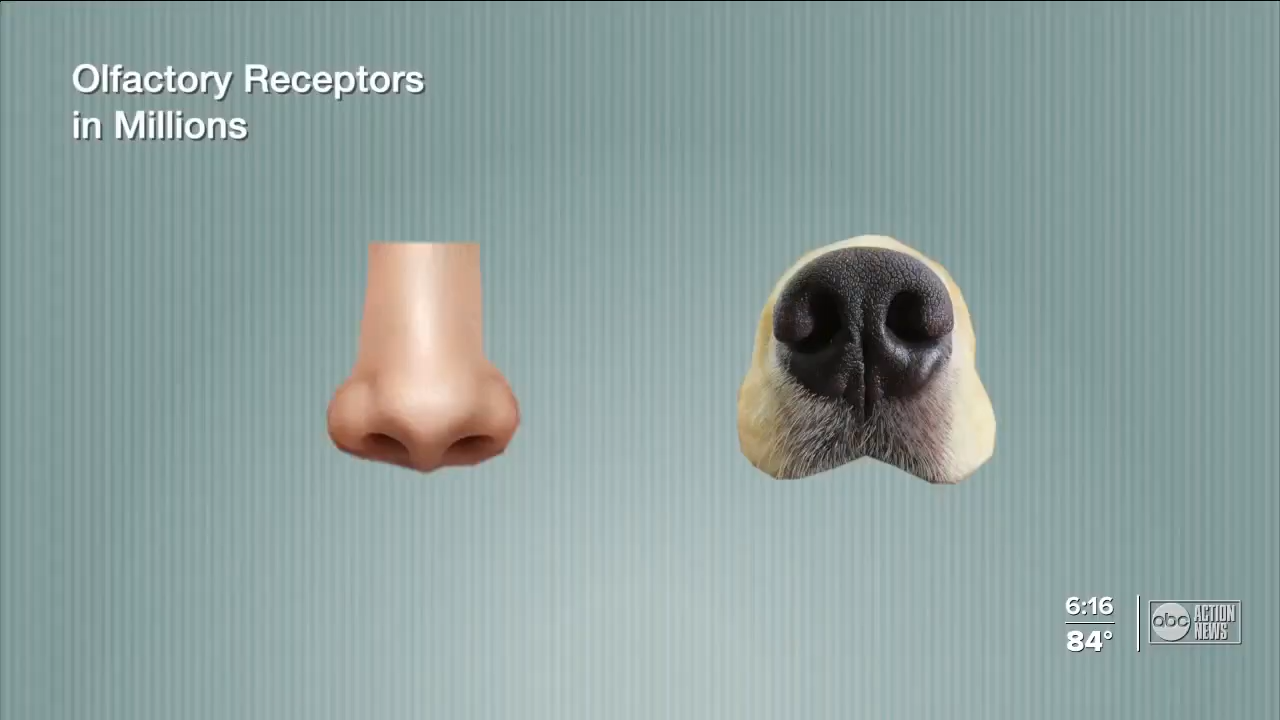 Olfactory Receptors
in Millions
6:16
84°
abc
ACTION
NEWS